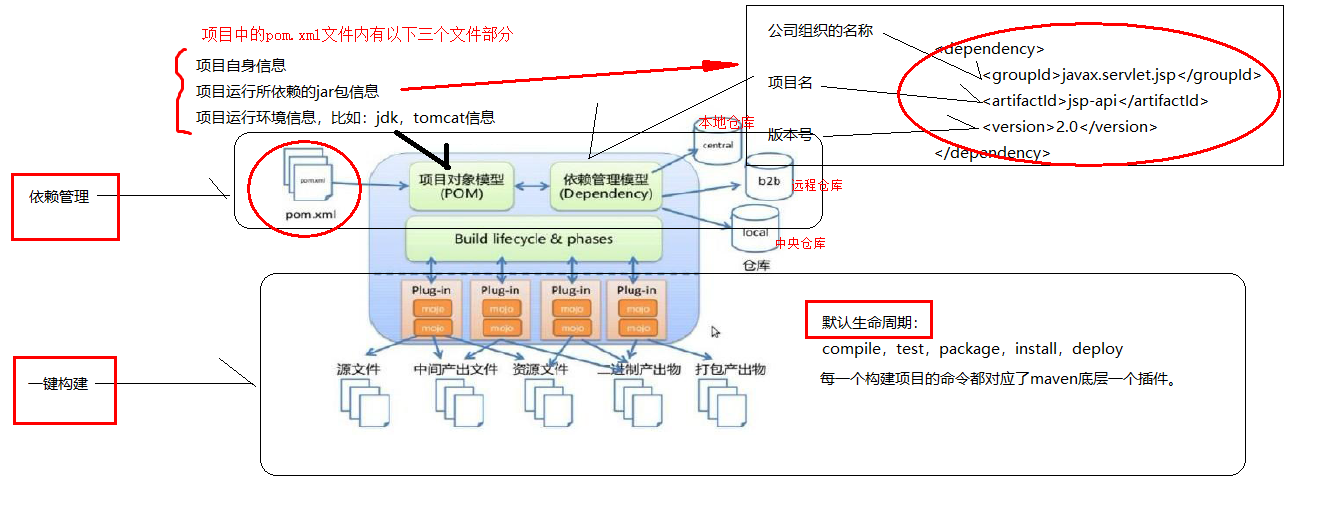 项目中的pom.xml文件内有以下三个文件部分
项目自身信息
项目运行所依赖的jar包信息
项目运行环境信息，比如：jdk，tomcat信息
公司组织的名称
项目名
版本号
<dependency>
<groupId>javax.servlet.jsp</groupId>
<artifactId>jsp-api</artifactId>
<version>2.0</version>
</dependency>
依赖管理
pom.xml
pom.xml
项目对象模型
(POM)
依赖管理模型
(Dependency)
本地仓库
central
b2b
远程仓库
local
中央仓库
仓库
Build lifecycle & phases
Plug-in
mojo
mojo
Plug-in
mojo
mojo
Plug-in
mojo
mojo
Plug-in
mojo
mojo
一键构建
源文件
中间产出文件
资源文件
二进制产出物
打包产出物
默认生命周期：
compile，test，package，install，deploy
每一个构建项目的命令都对应了maven底层一个插件。